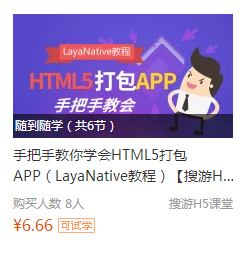 LayaNative教程
HTML5打包APP
手把手教会
随到随学（共6节）
手把手教你学会HTML5打包
APP（LayaNative教程）【搜游H...
购买人数 8人 搜游H5课堂
¥6.66 可试学